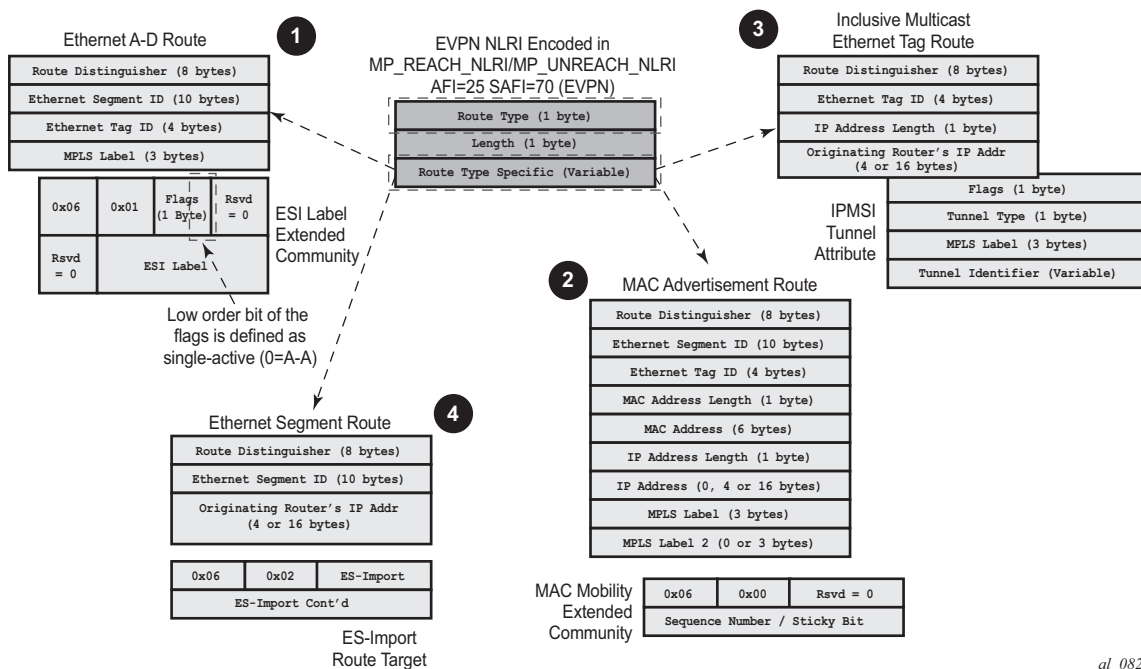 Ethernet A-D Route
1
Route Distinguisher (8 bytes)
Ethernet Segment ID (10 bytes)
Ethernet Tag ID (4 bytes)
MPLS Label (3 bytes)
0x06
0x01
Flags
(1 Byte)
Rsvd
= 0
Rsvd
= 0
ESI Label
ESI Label
Extended
Community
Low order bit of the
flags is defined as
single-active (0=A-A)
EVPN NLRI Encoded in
MP_REACH_NLRI/MP_UNREACH_NLRI
AFI=25 SAFI=70 (EVPN)
Route Type (1 byte)
Length (1 byte)
Route Type Specific (Variable)
3
Inclusive Multicast
Ethernet Tag Route
Route Distinguisher (8 bytes)
Ethernet Tag ID (4 bytes)
IP Address Length (1 byte)
Originating Router's IP Addr
(4 or 16 bytes)
IPMSI
Tunnel
Attribute
Flags (1 byte)
Tunnel Type (1 byte)
MPLS Label (3 bytes)
Tunnel Identifier (Variable)
2
MAC Advertisement Route
Route Distinguisher (8 bytes)
Ethernet Segment ID (10 bytes)
Ethernet Tag ID (4 bytes)
MAC Address Length (1 byte)
MAC Address (6 bytes)
IP Address Length (1 byte)
IP Address (0, 4 or 16 bytes)
MPLS Label (3 bytes)
MPLS Label 2 (0 or 3 bytes)
MAC Mobility
Extended
Community
0x06
0x00
Rsvd = 0
Sequence Number / Sticky Bit
4
Ethernet Segment Route
Route Distinguisher (8 bytes)
Ethernet Segment ID (10 bytes)
Originating Router's IP Addr
(4 or 16 bytes)
0x06
0x02
ES-Import
ES-Import Cont'd
ES-Import
Route Target
al_082